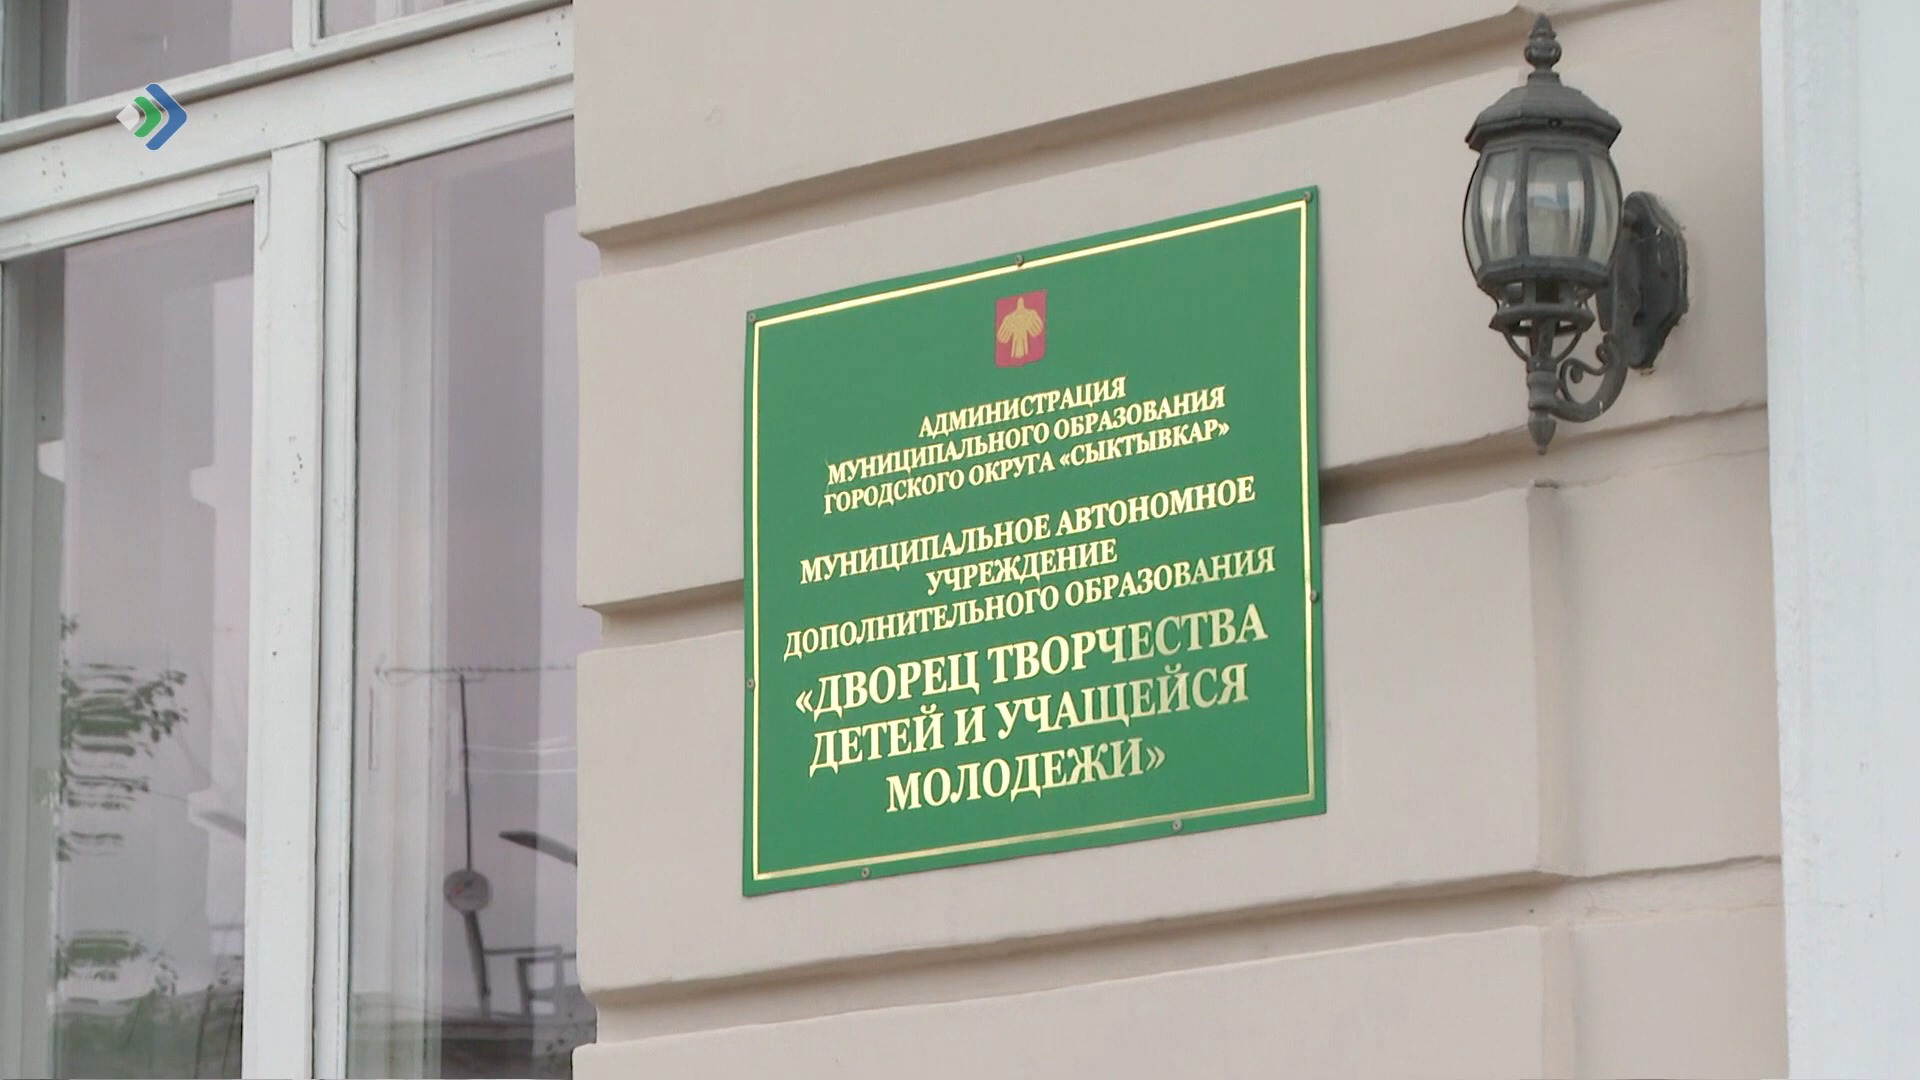 АДМИНИСТРАЦИЯ
МУНИЦИПАЛЬНОГО ОБРАЗОВАНИЯ
ГОРОДСКОГО ОКРУГА «СЫКТЫВКАР»
МУНИЦИПАЛЬНОЕ АВТОНОМНОЕ
УЧРЕЖДЕНИЕ
ДОПОЛНИТЕЛЬНОГО ОБРАЗОВАНИЯ
«ДВОРЕЦ ТВОРЧЕСТВА
ДЕТЕЙ И УЧАЩЕЙСЯ
МОЛОДЕЖИ»